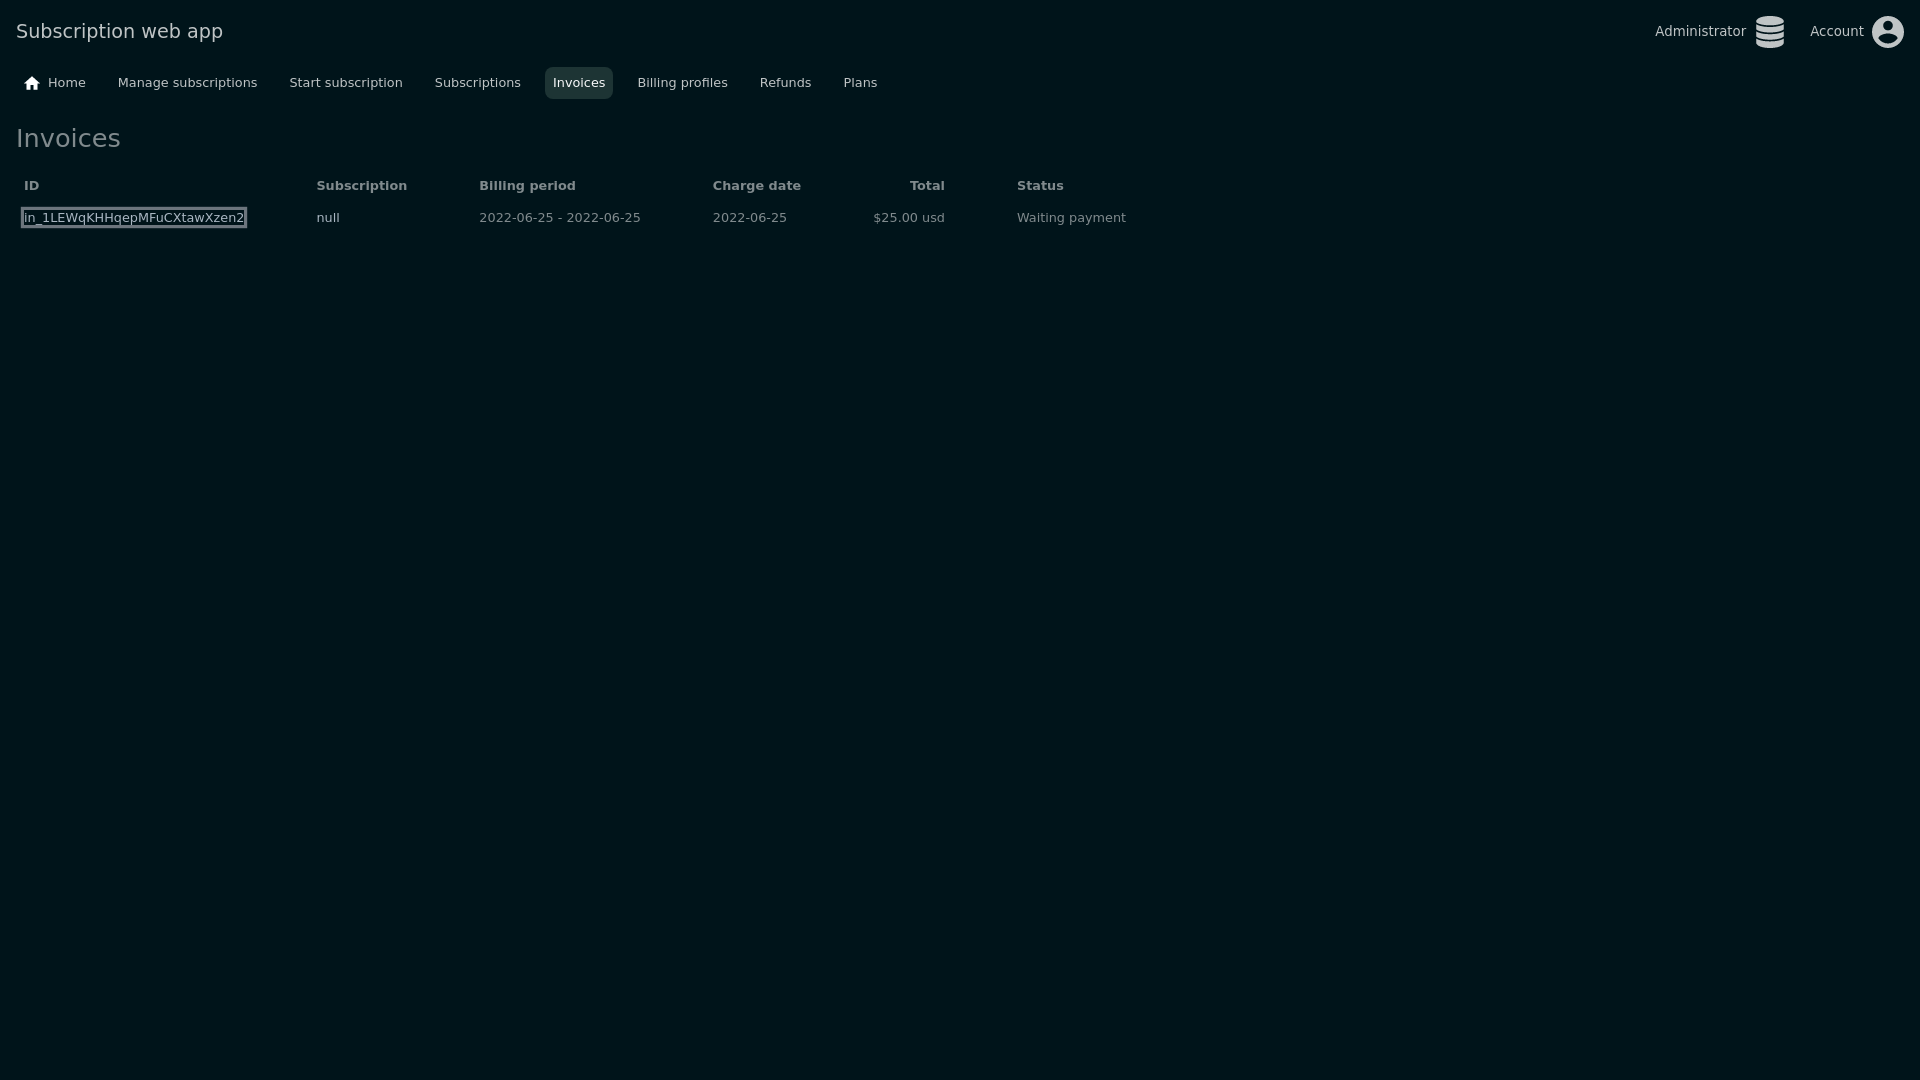 Subscription web app Administrator Account
Home Manage subscriptions Start subscription Subscriptions Invoices Billing profiles Refunds Plans
Invoices
ID Subscription Billing period Charge date Total Status
in_1LEWqKHHqepMFuCXtawXzen2 null 2022-06-25 - 2022-06-25 2022-06-25 $25.00 usd Waiting payment